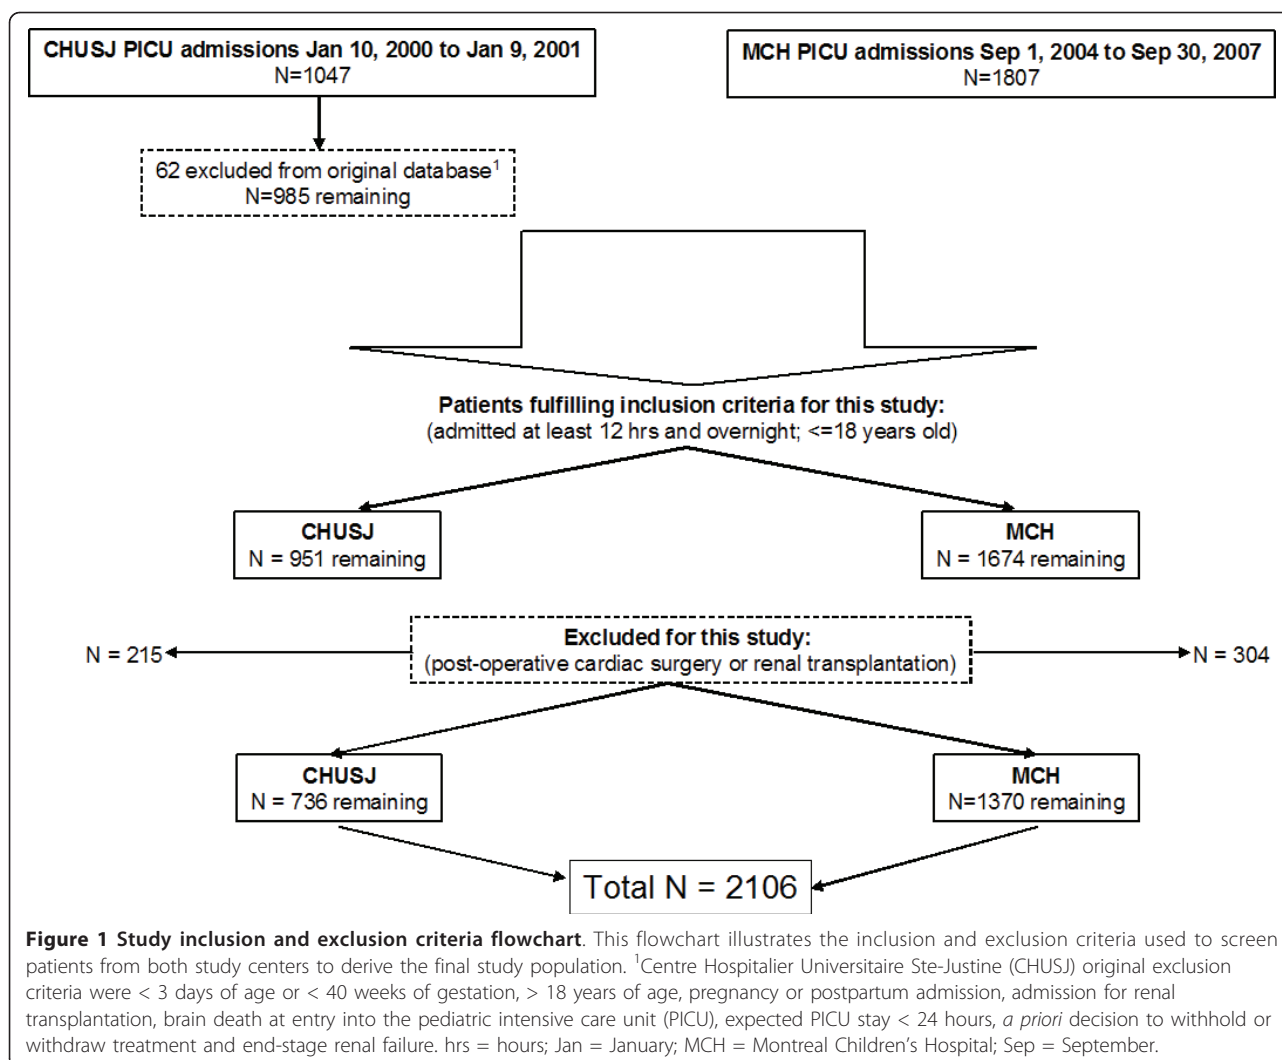 CHUSJ PICU admissions Jan 10, 2000 to Jan 9, 2001
N=1047
MCH PICU admissions Sep 1, 2004 to Sep 30, 2007
N=1807
62 excluded from original database¹
N=985 remaining
Patients fulfilling inclusion criteria for this study:
(admitted at least 12 hrs and overnight; <=18 years old)
CHUSJ
N = 951 remaining
MCH
N = 1674 remaining
Excluded for this study:
(post-operative cardiac surgery or renal transplantation)
N = 215
N = 304
CHUSJ
N = 736 remaining
MCH
N=1370 remaining
Total N = 2106
Figure 1 Study inclusion and exclusion criteria flowchart. This flowchart illustrates the inclusion and exclusion criteria used to screen
patients from both study centers to derive the final study population. ¹Centre Hospitalier Universitaire Ste-Justine (CHUSJ) original exclusion
criteria were < 3 days of age or < 40 weeks of gestation, > 18 years of age, pregnancy or postpartum admission, admission for renal
transplantation, brain death at entry into the pediatric intensive care unit (PICU), expected PICU stay < 24 hours, a priori decision to withhold or
withdraw treatment and end-stage renal failure. hrs = hours; Jan = January; MCH = Montreal Children's Hospital; Sep = September.